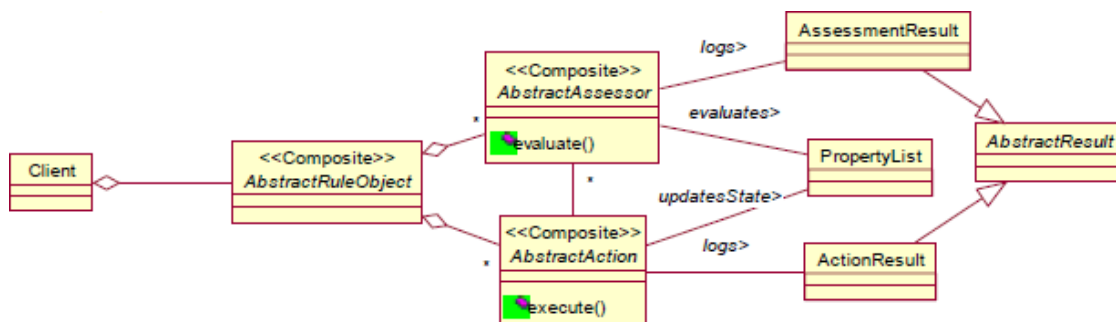 AssessmentResult
logs>
<<Composite>>
AbstractAssessor
evaluates>
*
evaluate()
AbstractResult
<<Composite>>
AbstractRuleObject
Client
PropertyList
*
updatesState>
<<Composite>>
AbstractAction
logs>
ActionResult
*
execute()